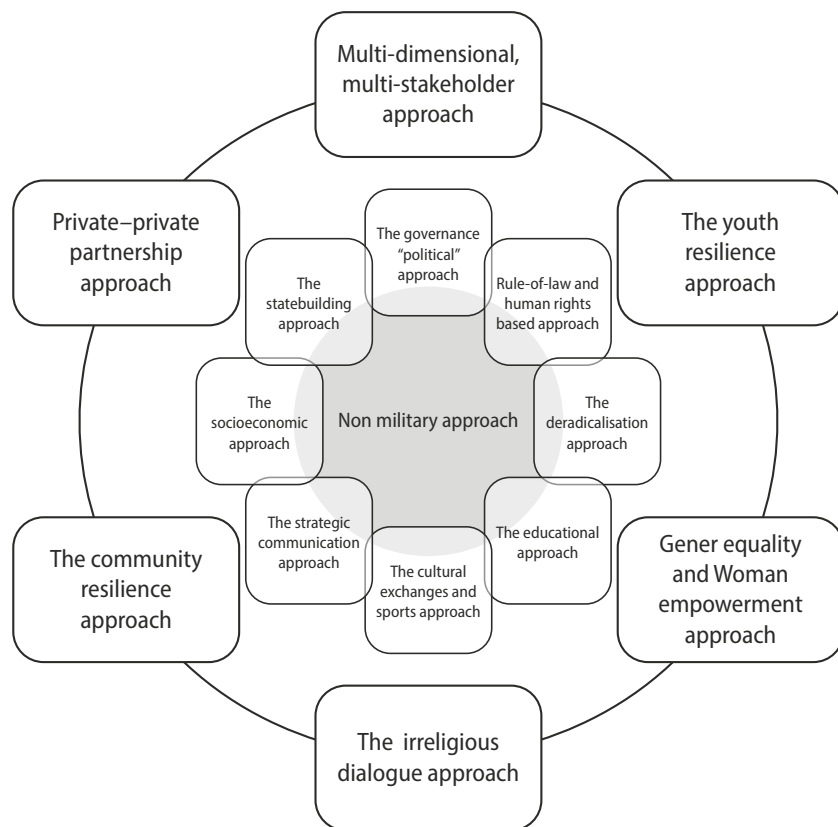 Multi-dimensional,
multi-stakeholder
approach
Private–private
partnership
approach
The youth
resilience
approach
The governance
“political”
approach
The
statebuilding
approach
Rule-of-law and
human rights
based approach
The
socioeconomic
approach
Non military approach
The
deradicalisation
approach
The strategic
communication
approach
The educational
approach
The cultural
exchanges and
sports approach
The community
resilience
approach
Gener equality
and Woman
empowerment
approach
The irreligious
dialogue approach